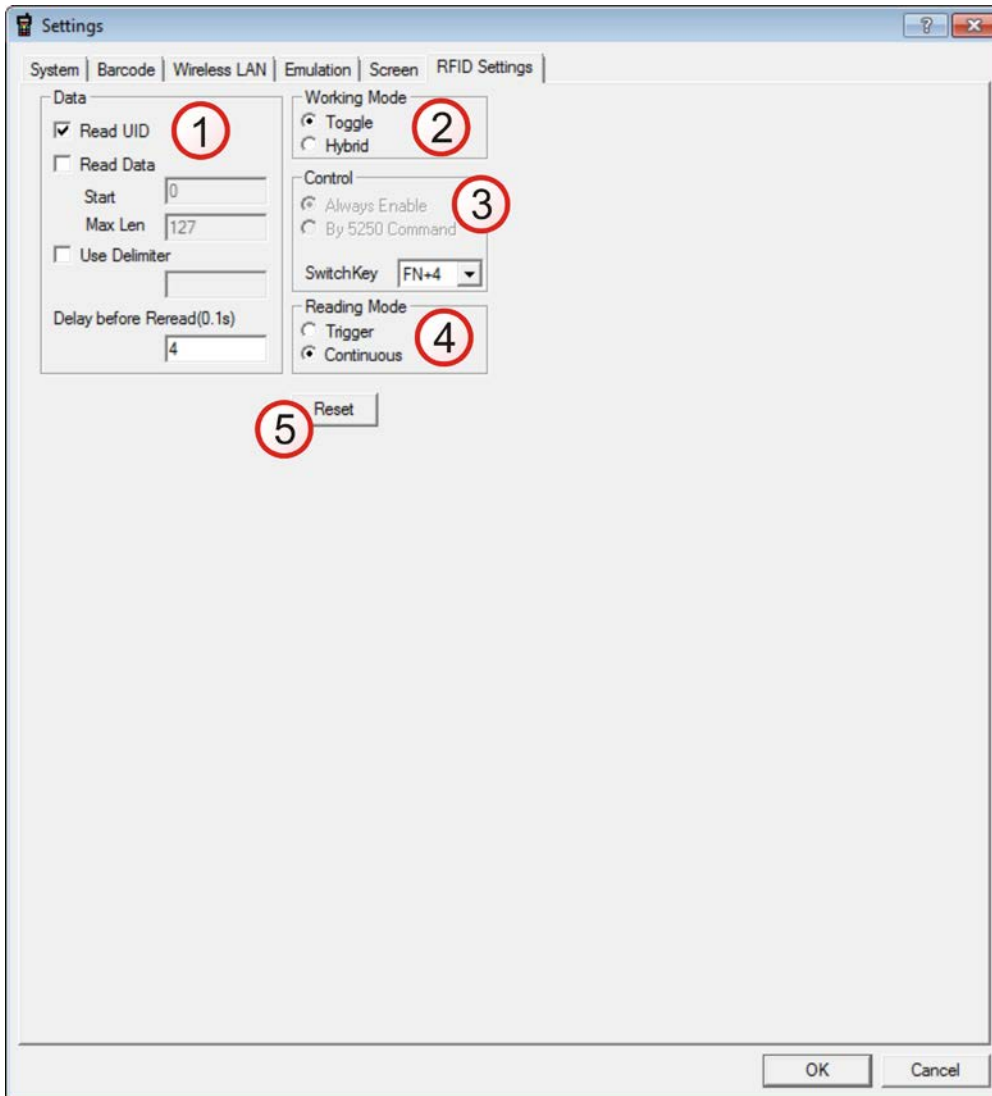 Settings
System Barcode Wireless LAN Emulation Screen RFID Settings
Data
Read UID
1
Read Data
Start 0
Max Len 127
Use Delimiter
Delay before Reread(0.1s)
4
Working Mode
Toggle
2
Hybrid
Control
Always Enable
3
By 5250 Command
SwitchKey FN+4
Reading Mode
Trigger
4
Continuous
5
Reset
OK Cancel